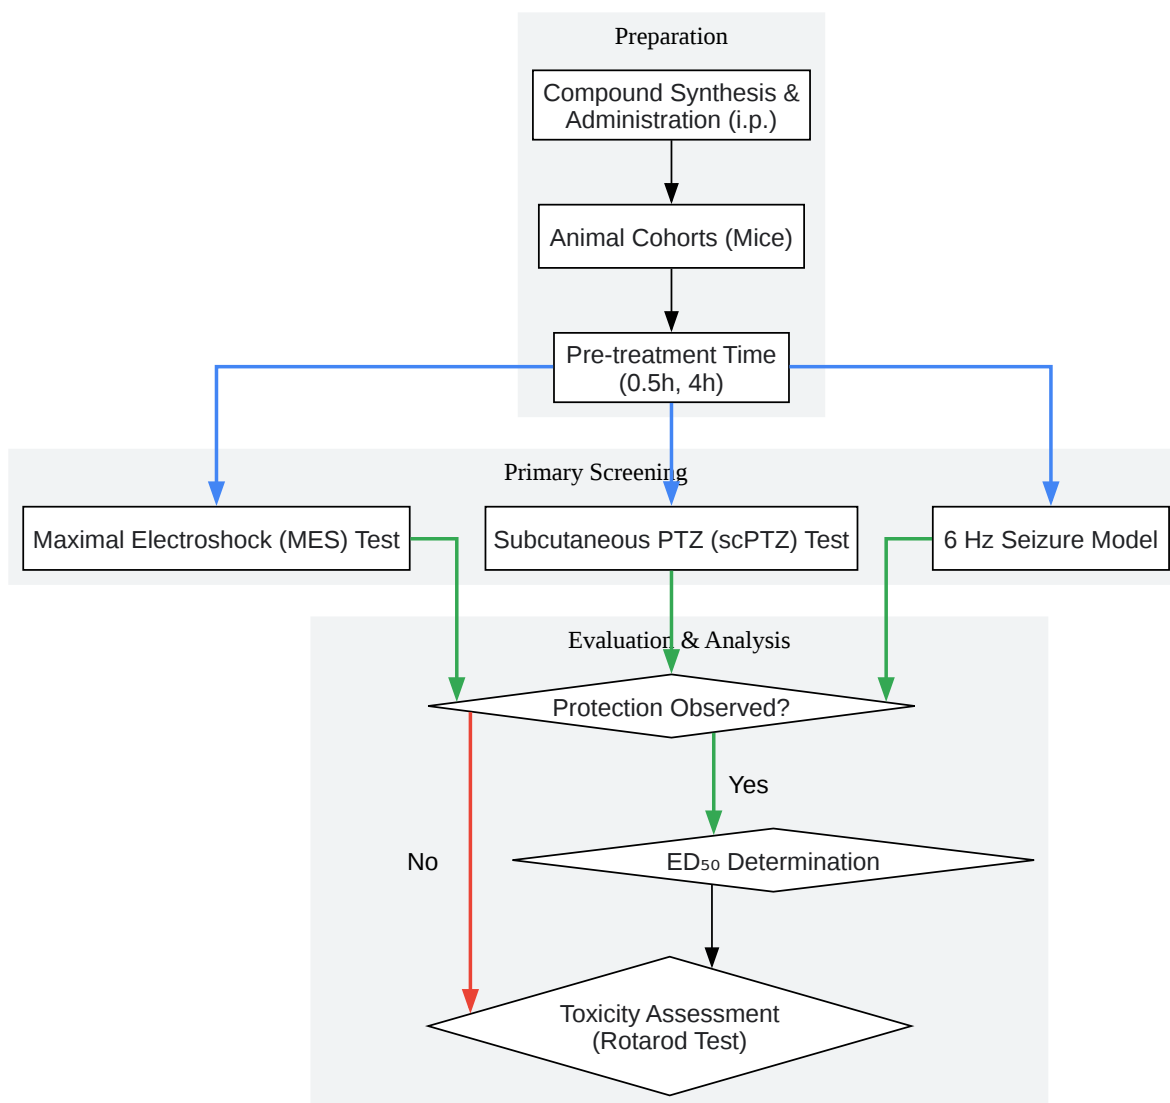 Preparation
Compound Synthesis &
Administration (i.p.)
Animal Cohorts (Mice)
Pre-treatment Time
(0.5h, 4h)
Primary Screening
Maximal Electroshock (MES) Test
Subcutaneous PTZ (scPTZ) Test
6 Hz Seizure Model
Evaluation & Analysis
Protection Observed?
Yes
No
ED₅₀ Determination
Toxicity Assessment
(Rotarod Test)